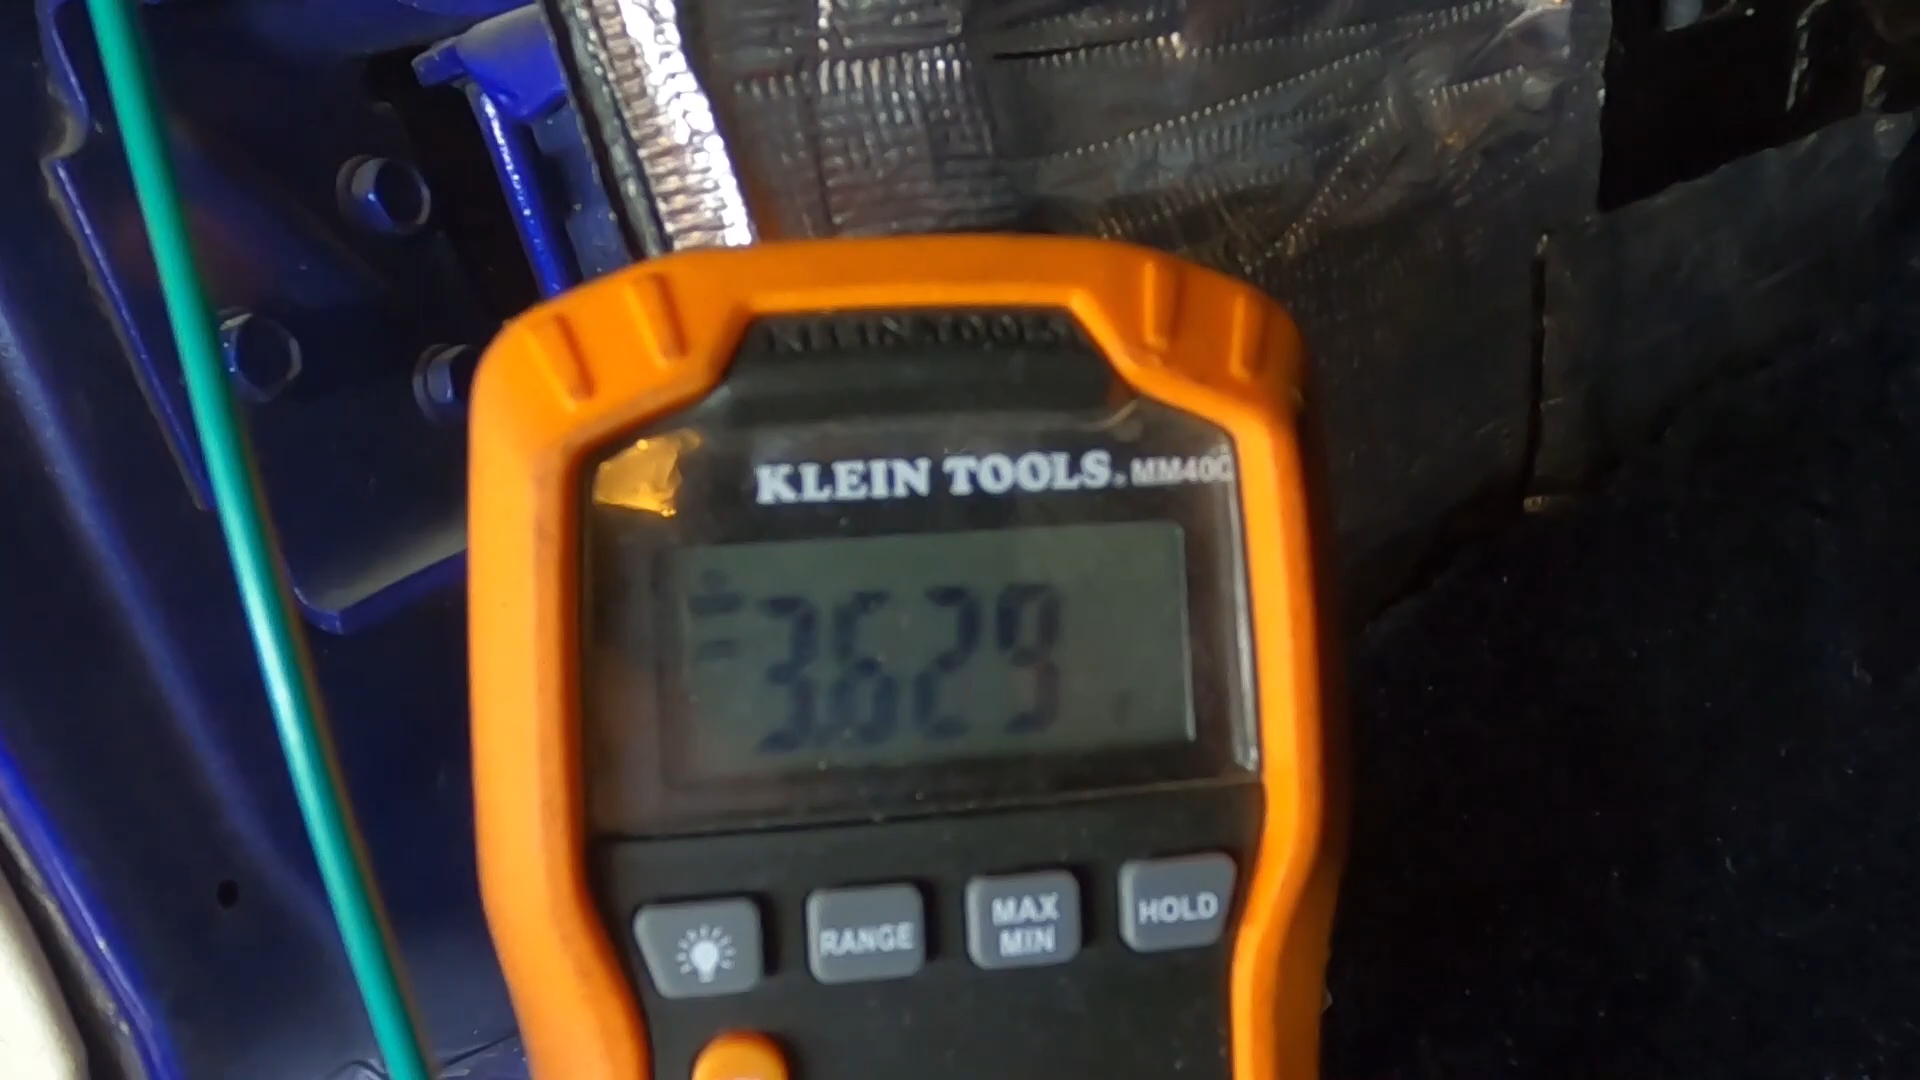 KLEIN TOOLS
KLEIN TOOLS. MM400
3.629
RANGE
MAX
MIN
HOLD